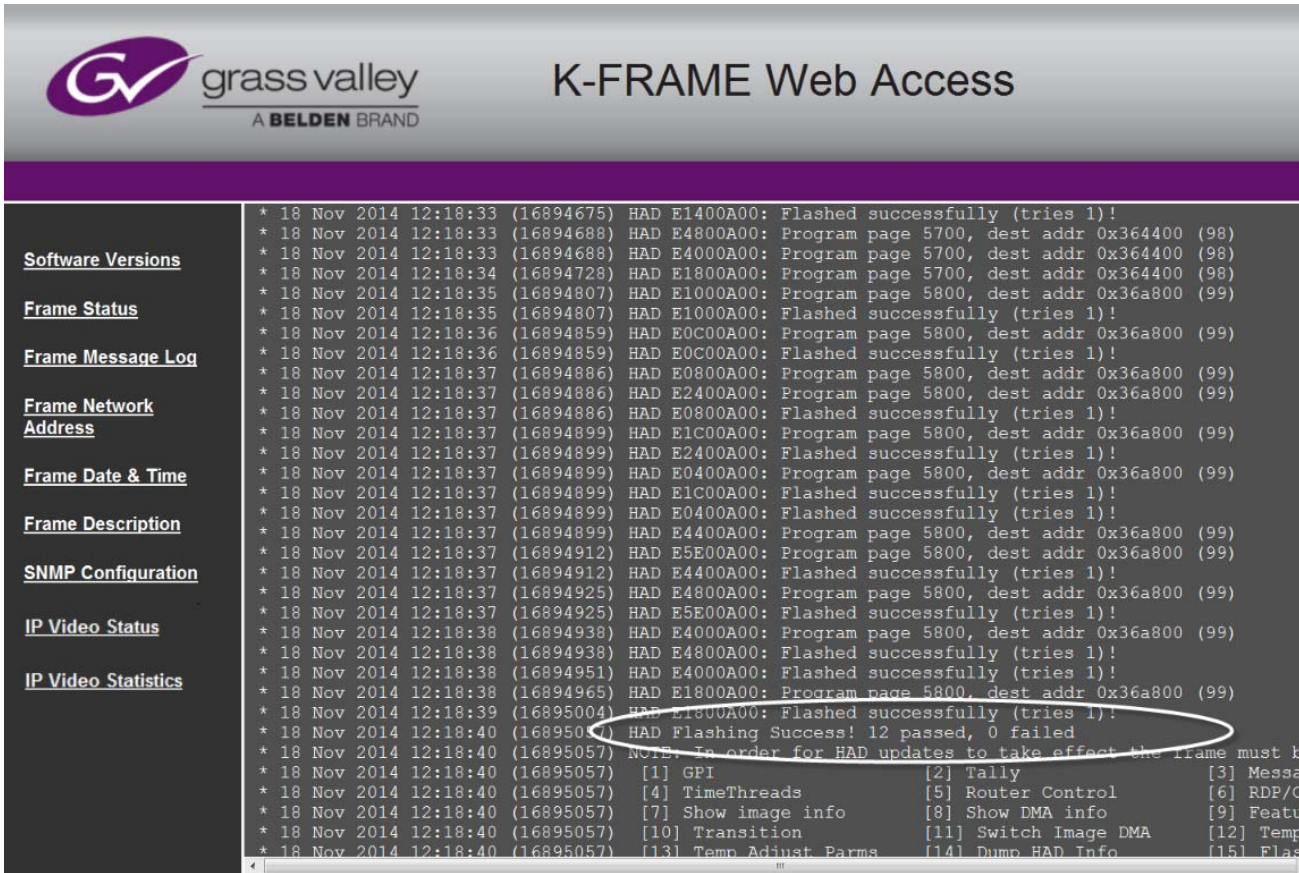 GV grass valley
A BELDEN BRAND
K-FRAME Web Access
Software Versions
Frame Status
Frame Message Log
Frame Network
Address
Frame Date & Time
Frame Description
SNMP Configuration
IP Video Status
IP Video Statistics
* 18 Nov 2014 12:18:33 (16894675) HAD E1400A00: Flashed successfully (tries 1)!
* 18 Nov 2014 12:18:33 (16894688) HAD E4800A00: Program page 5700, dest addr 0x364400 (98)
* 18 Nov 2014 12:18:33 (16894688) HAD E4000A00: Program page 5700, dest addr 0x364400 (98)
* 18 Nov 2014 12:18:34 (16894728) HAD E1800A00: Program page 5700, dest addr 0x364400 (98)
* 18 Nov 2014 12:18:35 (16894807) HAD E1000A00: Program page 5800, dest addr 0x36a800 (99)
* 18 Nov 2014 12:18:35 (16894807) HAD E1000A00: Flashed successfully (tries 1)!
* 18 Nov 2014 12:18:36 (16894859) HAD E0C00A00: Program page 5800, dest addr 0x36a800 (99)
* 18 Nov 2014 12:18:36 (16894859) HAD E0C00A00: Flashed successfully (tries 1)!
* 18 Nov 2014 12:18:37 (16894886) HAD E0800A00: Program page 5800, dest addr 0x36a800 (99)
* 18 Nov 2014 12:18:37 (16894886) HAD E2400A00: Program page 5800, dest addr 0x36a800 (99)
* 18 Nov 2014 12:18:37 (16894886) HAD E0800A00: Flashed successfully (tries 1)!
* 18 Nov 2014 12:18:37 (16894899) HAD E1C00A00: Program page 5800, dest addr 0x36a800 (99)
* 18 Nov 2014 12:18:37 (16894899) HAD E2400A00: Flashed successfully (tries 1)!
* 18 Nov 2014 12:18:37 (16894899) HAD E0400A00: Program page 5800, dest addr 0x36a800 (99)
* 18 Nov 2014 12:18:37 (16894899) HAD E1C00A00: Flashed successfully (tries 1)!
* 18 Nov 2014 12:18:37 (16894899) HAD E0400A00: Flashed successfully (tries 1)!
* 18 Nov 2014 12:18:37 (16894899) HAD E4400A00: Program page 5800, dest addr 0x36a800 (99)
* 18 Nov 2014 12:18:37 (16894912) HAD E5E00A00: Program page 5800, dest addr 0x36a800 (99)
* 18 Nov 2014 12:18:37 (16894912) HAD E4400A00: Flashed successfully (tries 1)!
* 18 Nov 2014 12:18:37 (16894925) HAD E4800A00: Program page 5800, dest addr 0x36a800 (99)
* 18 Nov 2014 12:18:37 (16894925) HAD E5E00A00: Flashed successfully (tries 1)!
* 18 Nov 2014 12:18:38 (16894938) HAD E4000A00: Program page 5800, dest addr 0x36a800 (99)
* 18 Nov 2014 12:18:38 (16894938) HAD E4800A00: Flashed successfully (tries 1)!
* 18 Nov 2014 12:18:38 (16894951) HAD E4000A00: Flashed successfully (tries 1)!
* 18 Nov 2014 12:18:38 (16894965) HAD E1800A00: Program page 5800, dest addr 0x36a800 (99)
* 18 Nov 2014 12:18:39 (16895004) HAD E1800A00: Flashed successfully (tries 1)!
* 18 Nov 2014 12:18:40 (16895057) HAD Flashing Success! 12 passed, 0 failed
* 18 Nov 2014 12:18:40 (16895057) NOTE: In order for HAD updates to take effect the frame must b
* 18 Nov 2014 12:18:40 (16895057) [1] GPI [2] Tally [3] Messa
* 18 Nov 2014 12:18:40 (16895057) [4] TimeThreads [5] Router Control [6] RDP/C
* 18 Nov 2014 12:18:40 (16895057) [7] Show image info [8] Show DMA info [9] Featu
* 18 Nov 2014 12:18:40 (16895057) [10] Transition [11] Switch Image DMA [12] Temp
* 18 Nov 2014 12:18:40 (16895057) [13] Temp Adjust Parms [14] Dump HAD Info [15] Flas